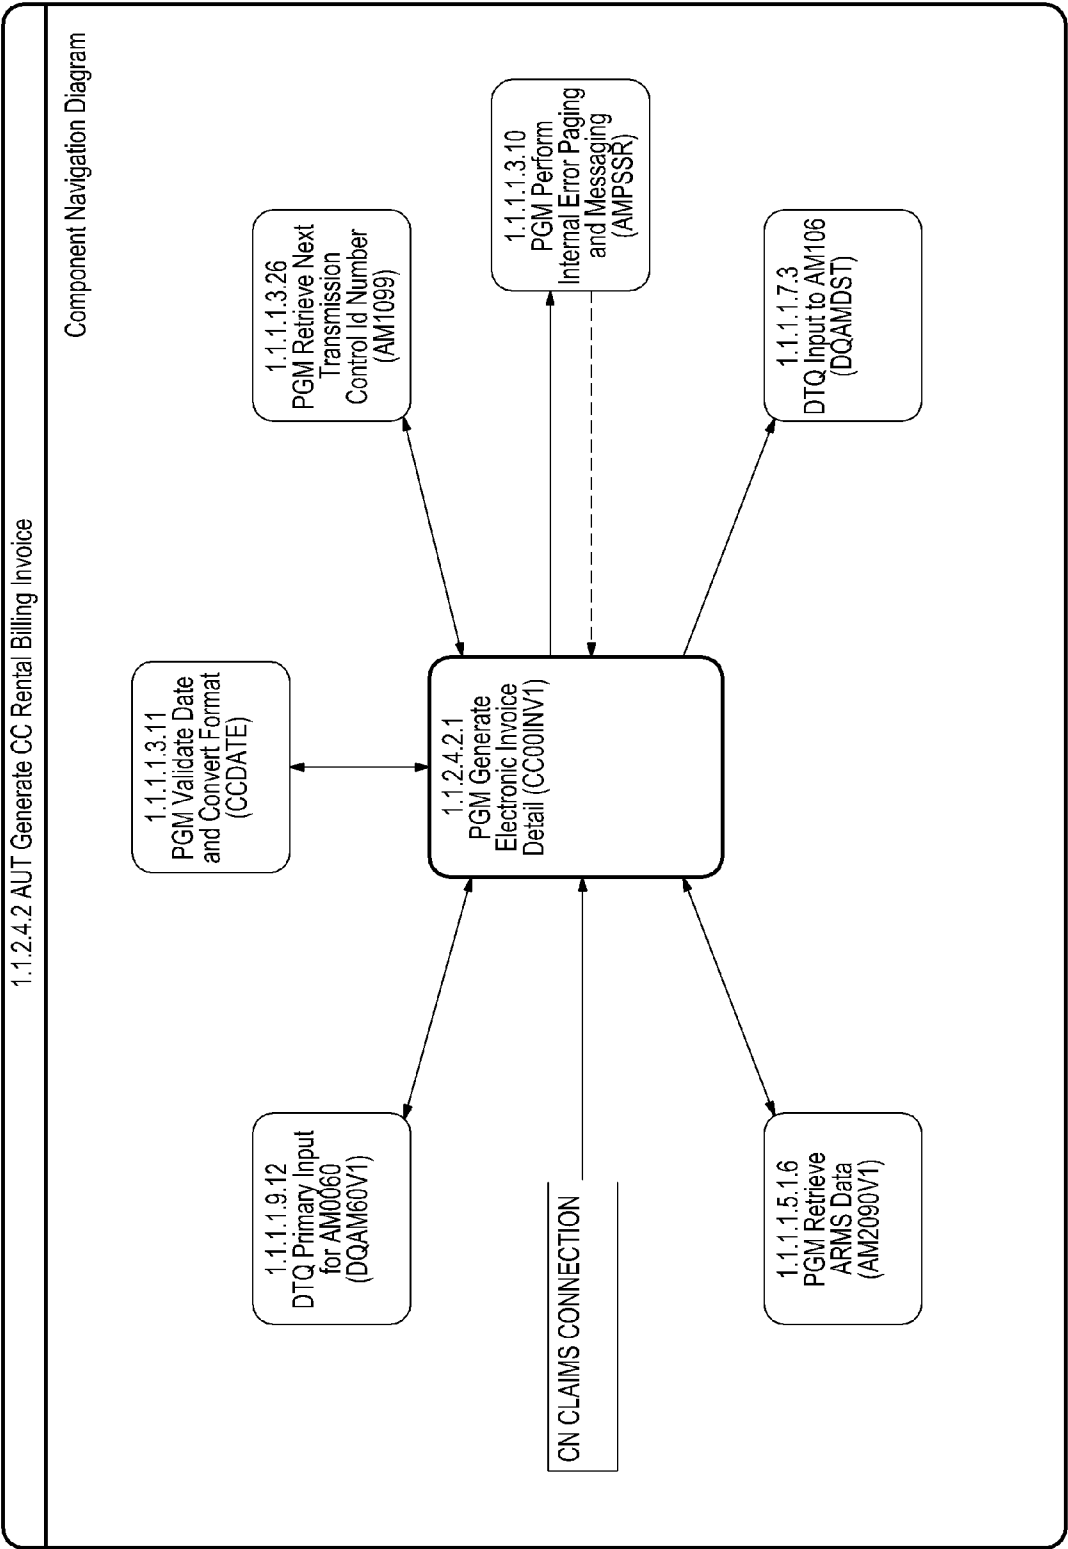 1.1.2.4.2 AUT Generate CC Rental Billing Invoice
Component Navigation Diagram
1.1.1.1.3.11
PGM Validate Date
and Convert Format
(CCDATE)
1.1.1.1.9.12
DTQ Primary Input
for AM0060
(DQAM60V1)
1.1.1.1.3.26
PGM Retrieve Next
Transmission
Control Id Number
(AM1099)
1.1.2.4.2.1
PGM Generate
Electronic Invoice
Detail (CC00INV1)
1.1.1.1.3.10
PGM Perform
Internal Error Paging
and Messaging
(AMPSSR)
CN CLAIMS CONNECTION
1.1.1.1.5.1.6
PGM Retrieve
ARMS Data
(AM2090V1)
1.1.1.1.7.3
DTQ Input to AM106
(DQAMDST)